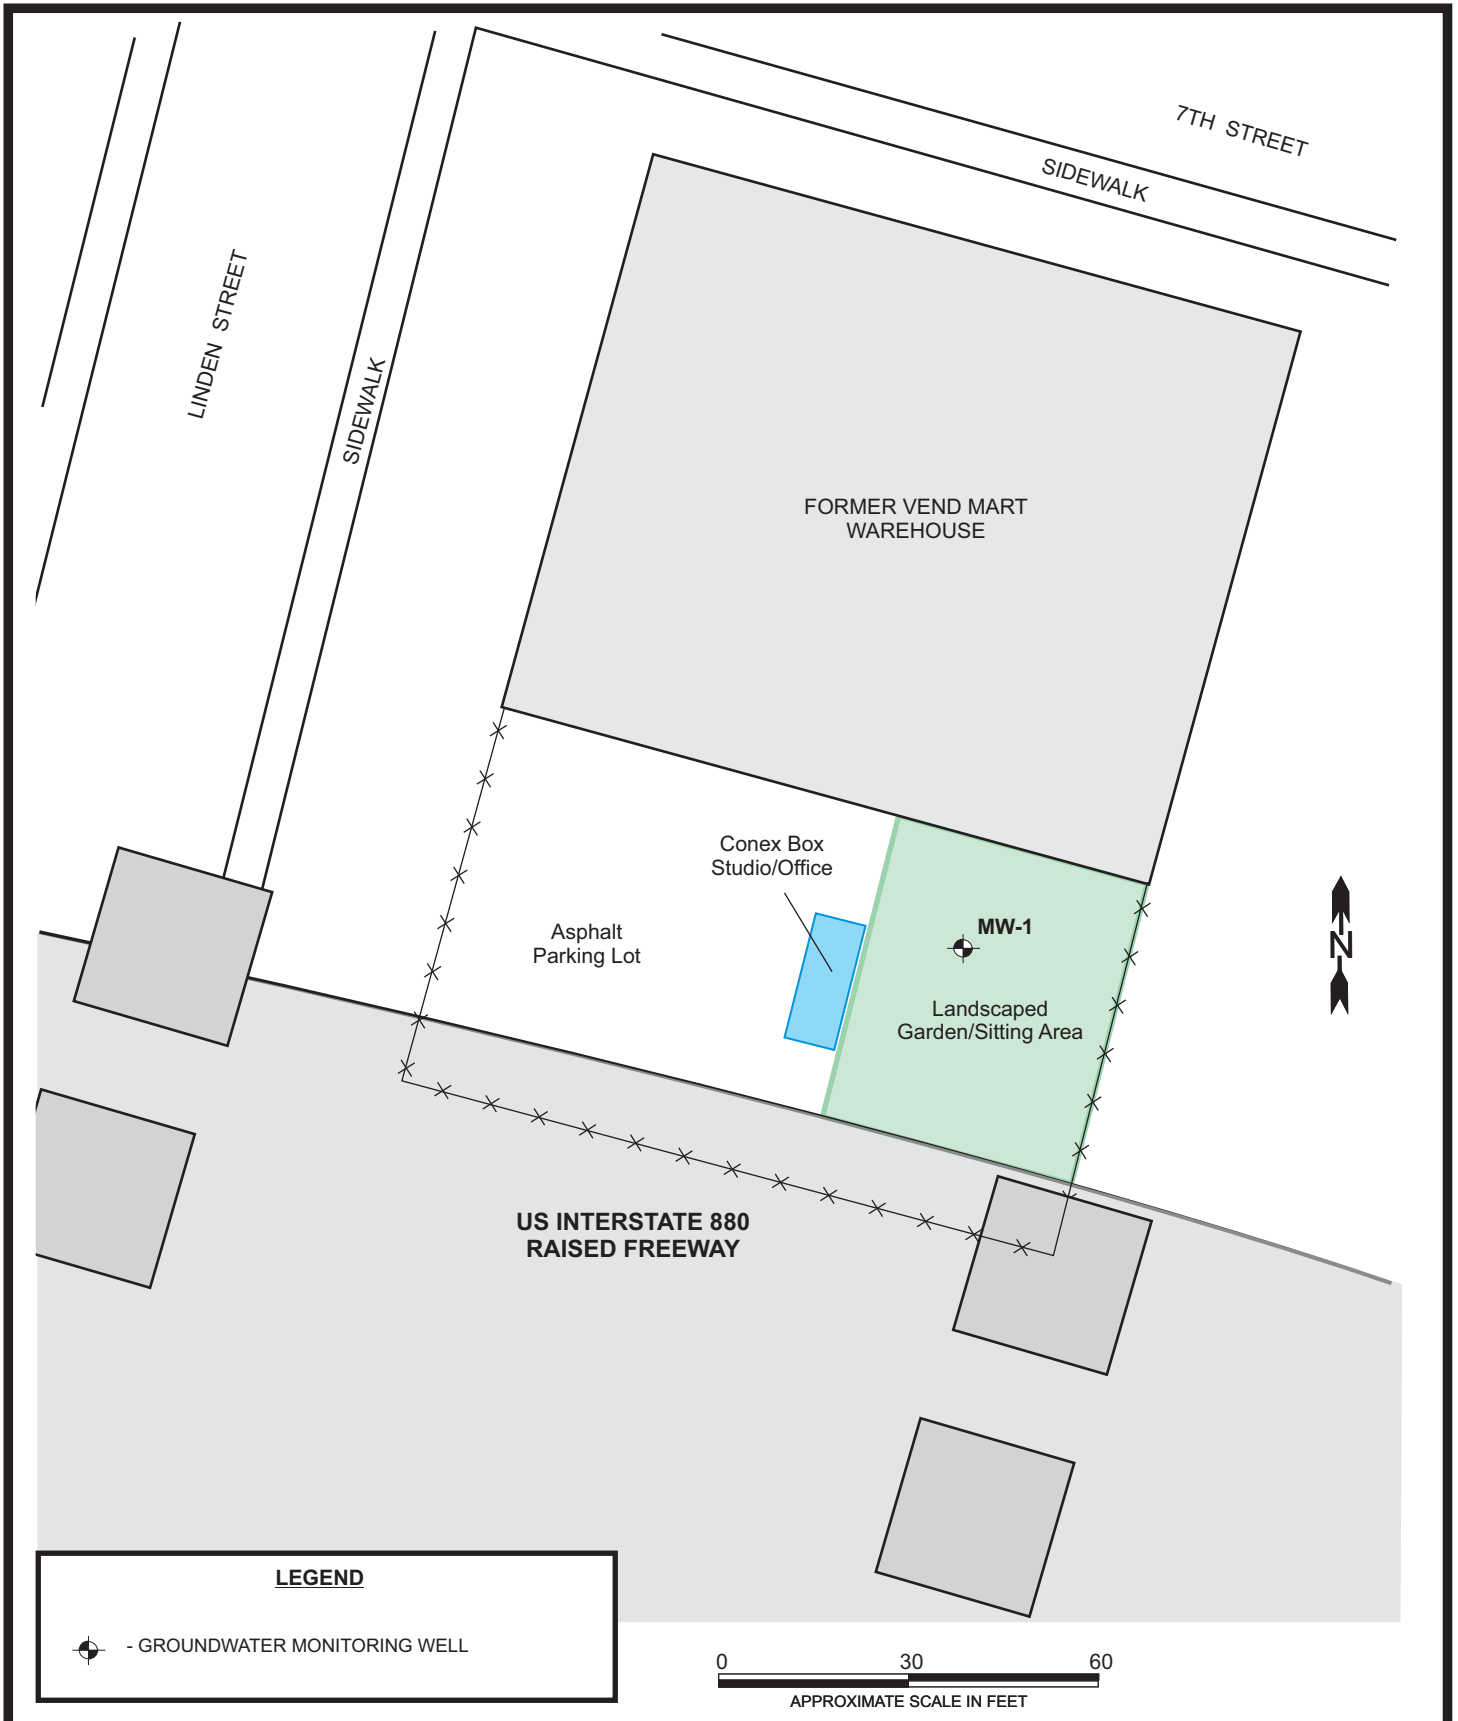 7TH STREET
SIDEWALK
LINDEN STREET
SIDEWALK
FORMER VEND MART
WAREHOUSE
Conex Box
Studio/Office
MW-1
Asphalt
Parking Lot
Landscaped
Garden/Sitting Area
N
US INTERSTATE 880
RAISED FREEWAY
LEGEND
- GROUNDWATER MONITORING WELL
0 30 60
APPROXIMATE SCALE IN FEET